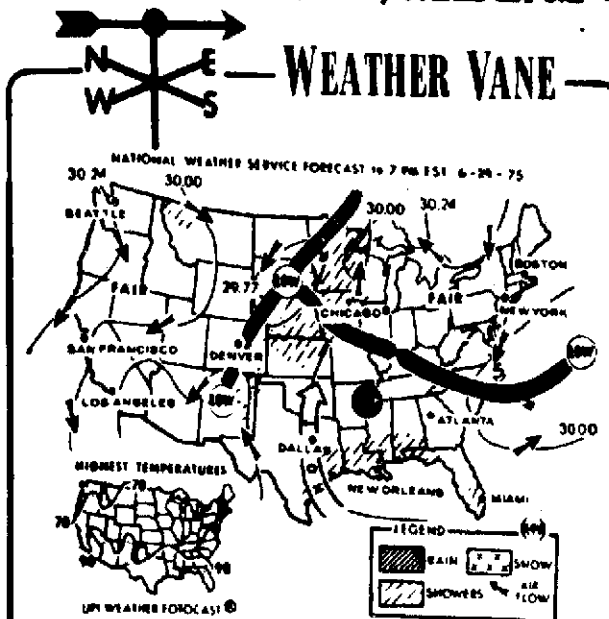 N E
W S
WEATHER VANE
NATIONAL WEATHER SERVICE FORECAST to 7 PM EST 6-29-75
30.24
30.00
30.00
30.24
SEATTLE
BOSTON
29.77
LOW
FAIR
FAIR
CHICAGO
NEW YORK
SAN FRANCISCO
DENVER
LOW
LOS ANGELES
LOW
ATLANTA
30.00
DALLAS
HIGHEST TEMPERATURES
NEW ORLEANS
MIAMI
70
70
90
90
LEGEND
RAIN
SNOW
SHOWERS
AIR FLOW
UPI WEATHER FOTOCAST ®